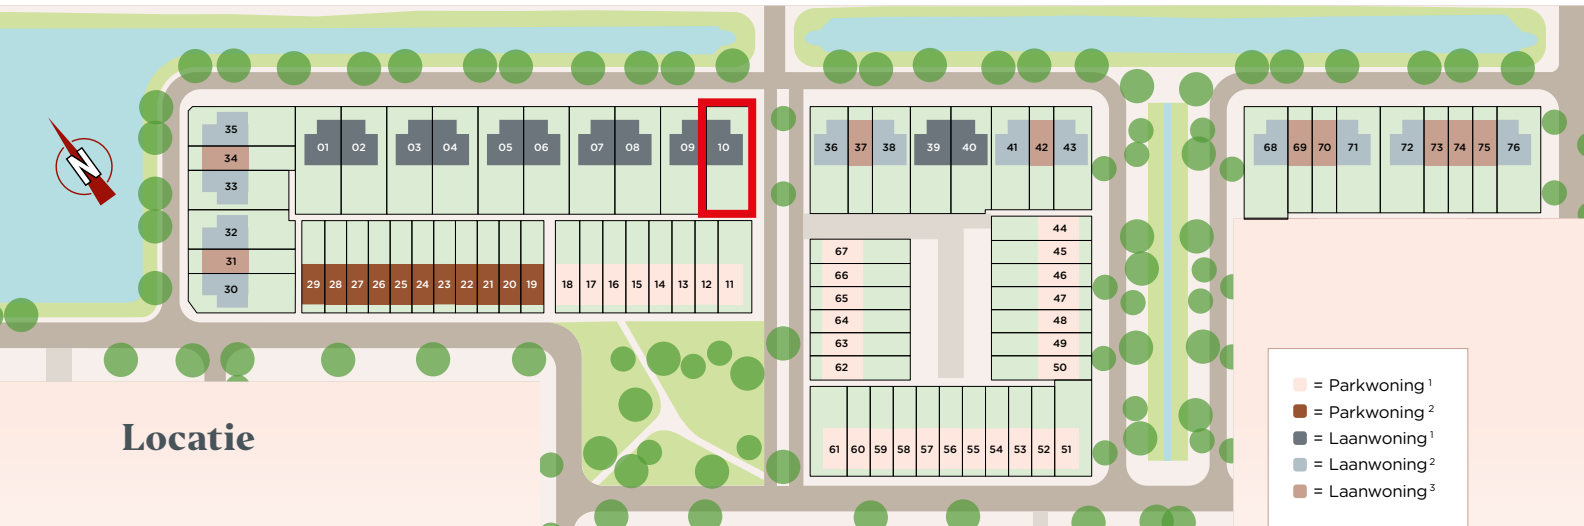 35
34
33
32
31
30
01 02 03 04 05 06 07 08 09 10
36 37 38 39 40 41 42 43
68 69 70 71 72 73 74 75 76
N
29 28 27 26 25 24 23 22 21 20 19
18 17 16 15 14 13 12 11
67
66
65
64
63
62
44
45
46
47
48
49
50
61 60 59 58 57 56 55 54 53 52 51
Locatie
= Parkwoning 1
= Parkwoning 2
= Laanwoning 1
= Laanwoning 2
= Laanwoning 3